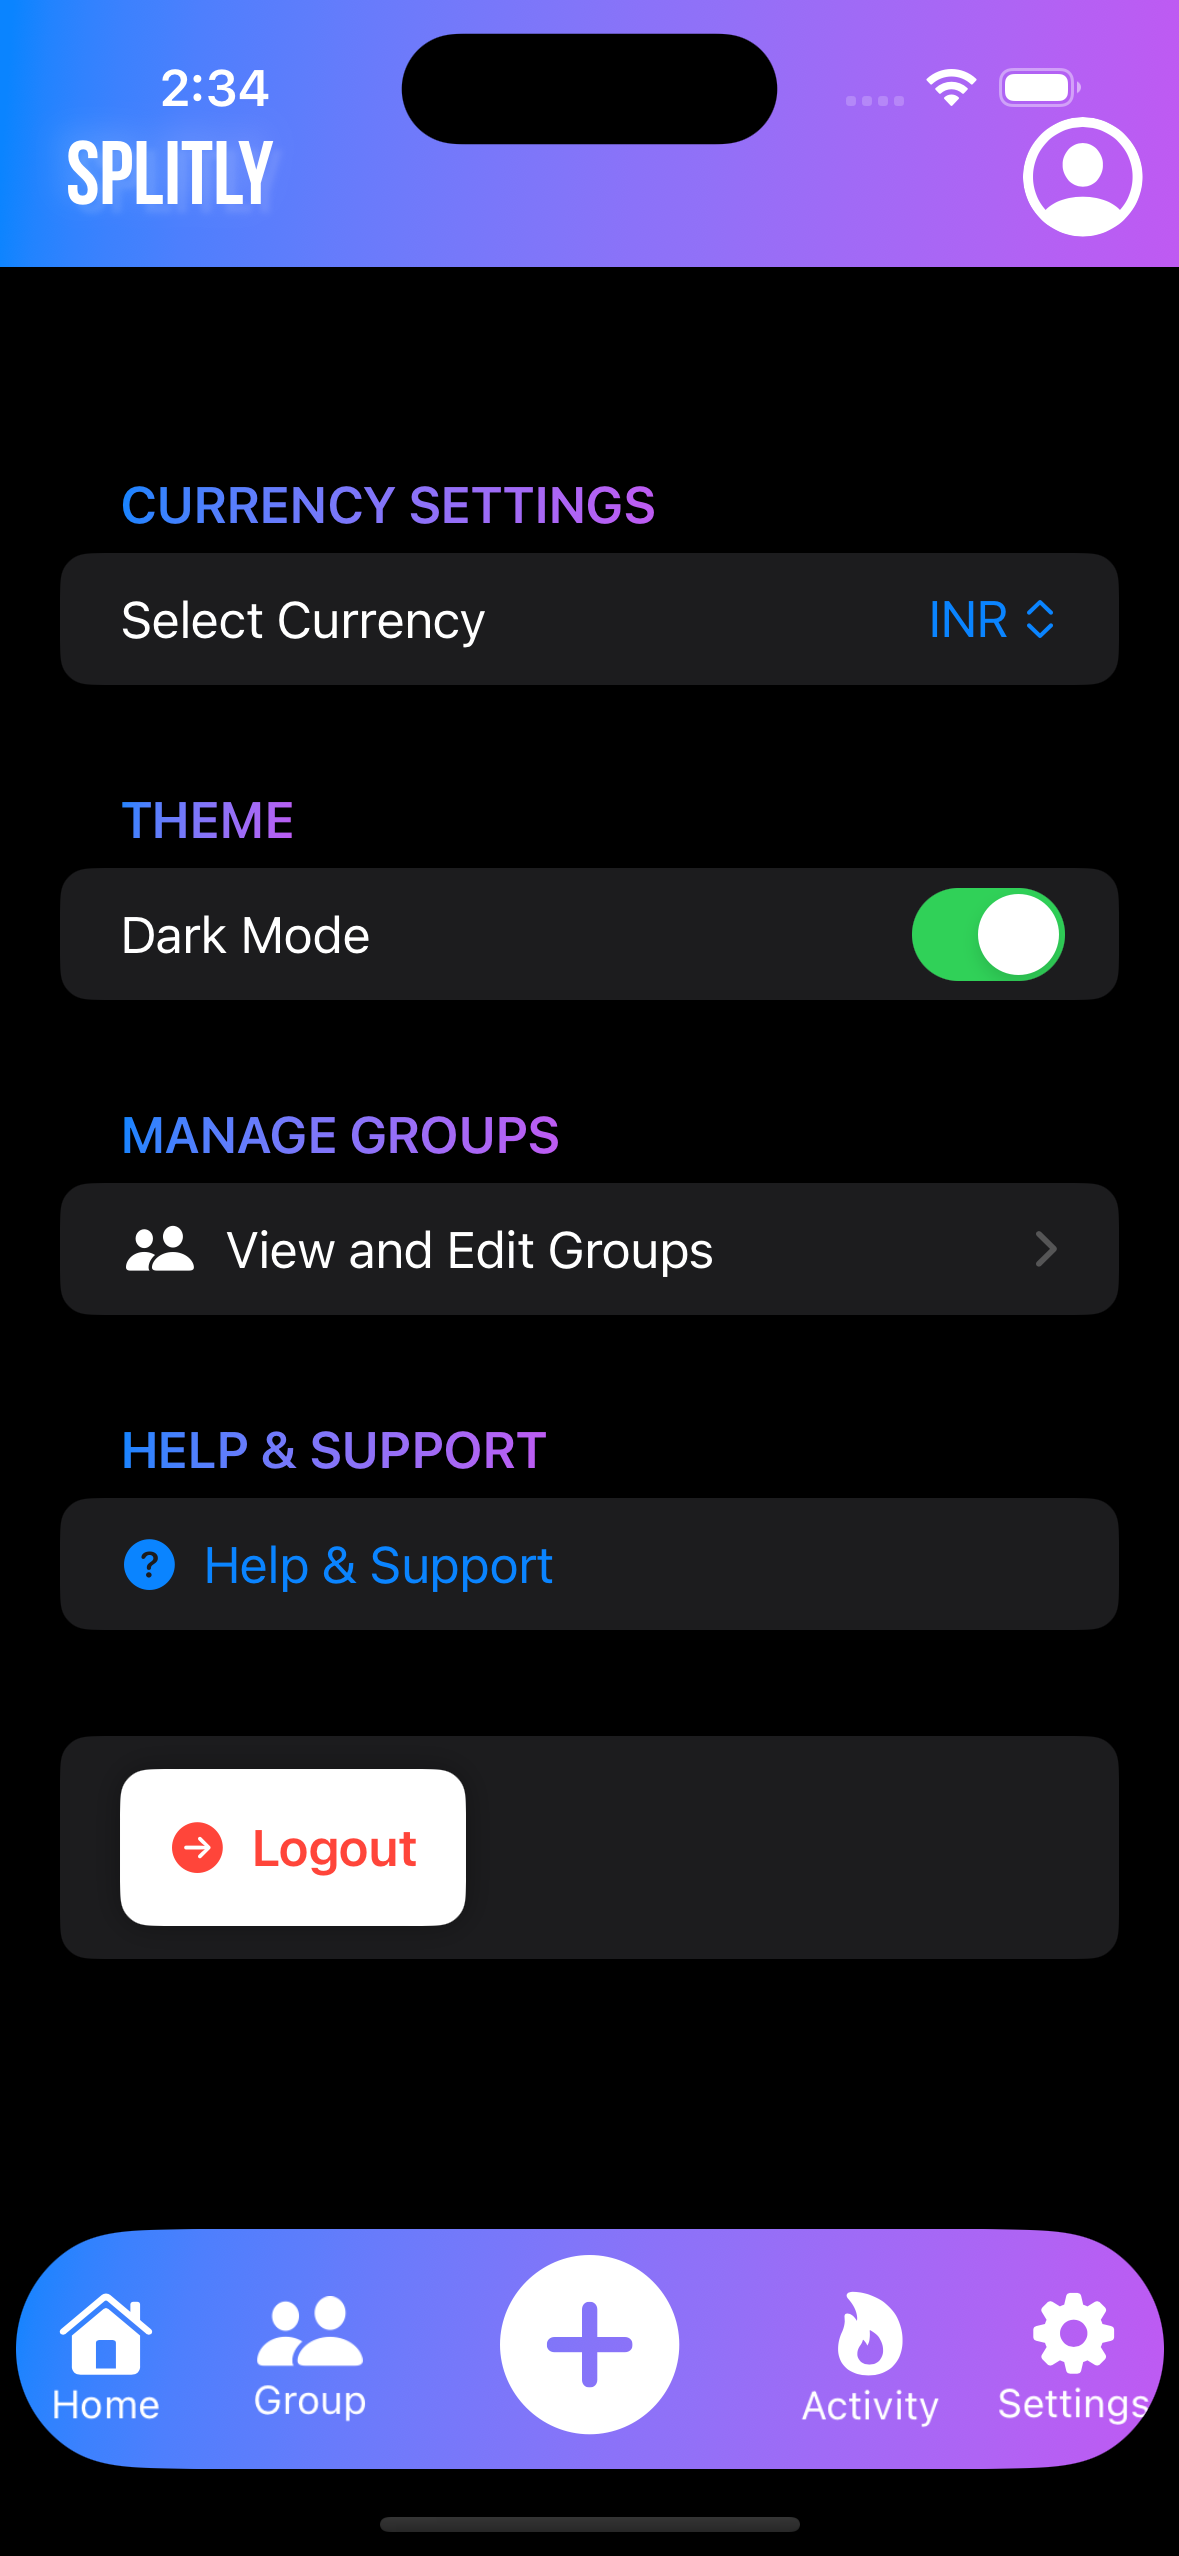 2:34
SPLITLY
CURRENCY SETTINGS
Select Currency INR
THEME
Dark Mode
MANAGE GROUPS
View and Edit Groups
HELP & SUPPORT
? Help & Support
Logout
Home Group Activity Settings